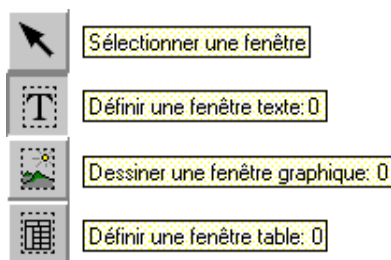 Sélectionner une fenêtre
T
Définir une fenêtre texte: 0
Dessiner une fenêtre graphique: 0
Définir une fenêtre table: 0